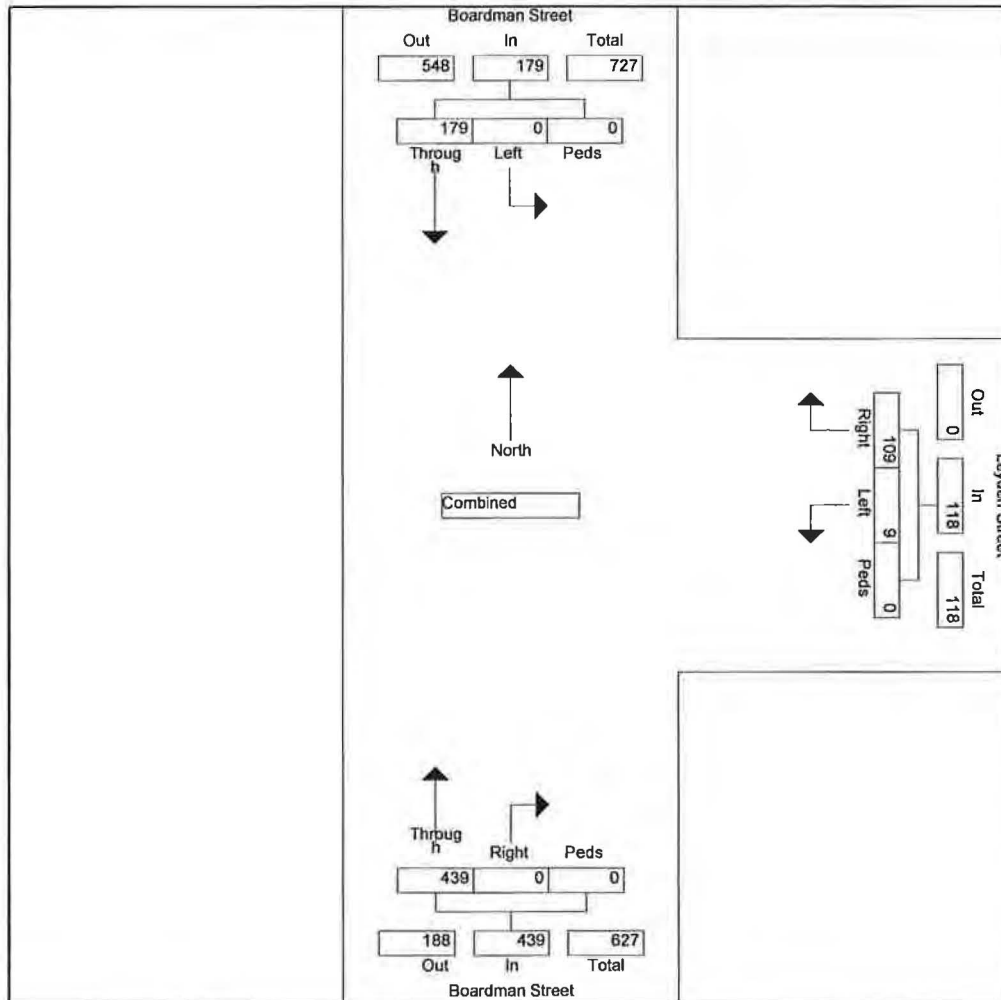 Boardman Street
Out In Total
548 179 727
179 0 0
Throug Left Peds
h
North
Combined
Out In Total
0 118 118
109 9 0
Right Left Peds
Throug
h Right Peds
439 0 0
188 439 627
Out In Total
Boardman Street